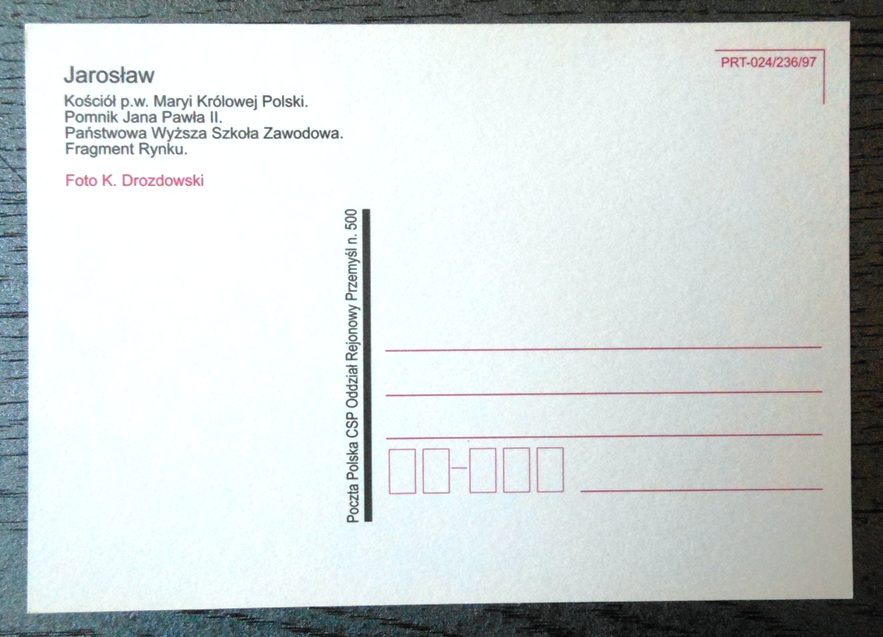 Jarosław
Kościół p.w. Maryi Królowej Polski.
Pomnik Jana Pawła II.
Państwowa Wyższa Szkoła Zawodowa.
Fragment Rynku.
Foto K. Drozdowski
PRT-024/236/97
Poczta Polska CSP Oddział Rejonowy Przemyśl n. 500